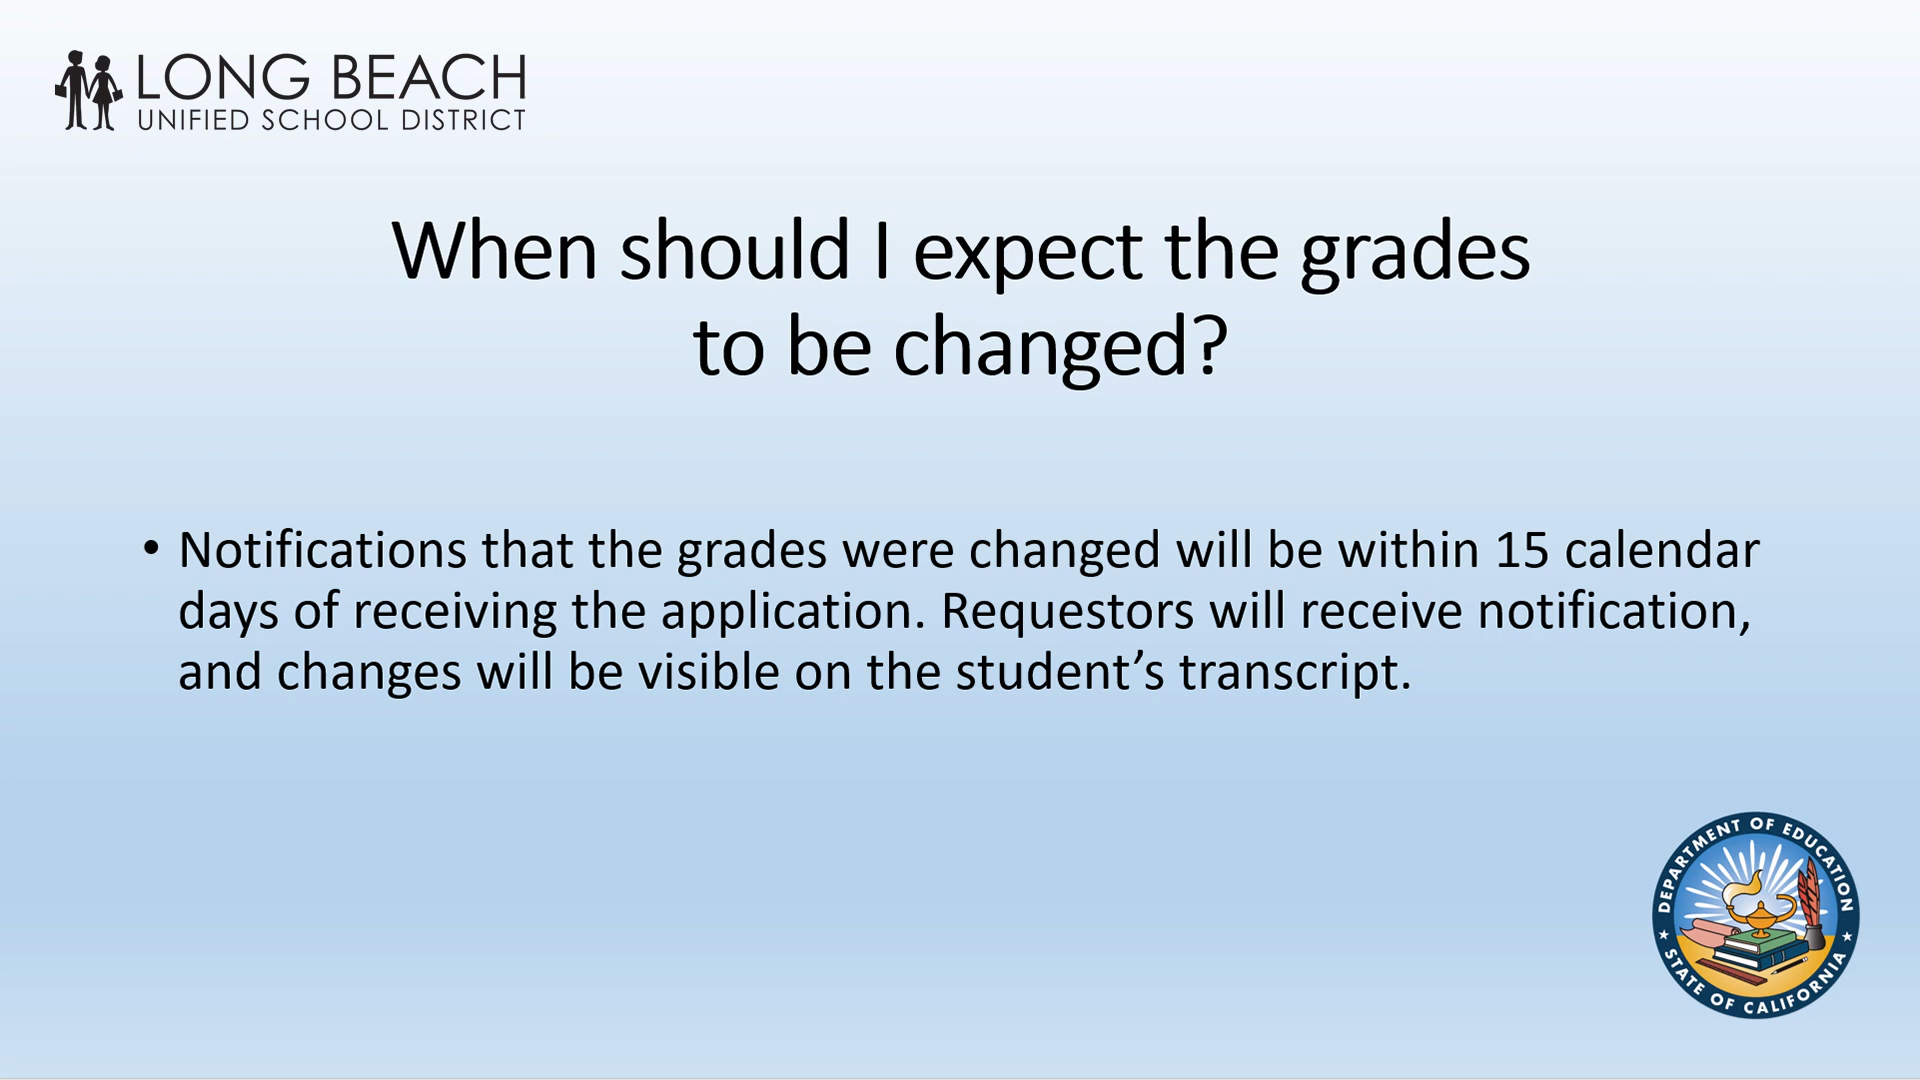 LONG BEACH
UNIFIED SCHOOL DISTRICT
When should I expect the grades
to be changed?
• Notifications that the grades were changed will be within 15 calendar
days of receiving the application. Requestors will receive notification,
and changes will be visible on the student’s transcript.
DEPARTMENT OF EDUCATION
STATE OF CALIFORNIA